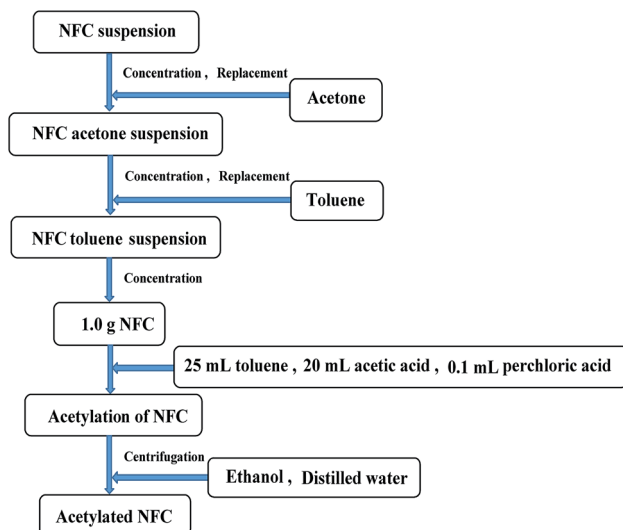 NFC suspension
Concentration , Replacement
Acetone
NFC acetone suspension
Concentration , Replacement
Toluene
NFC toluene suspension
Concentration
1.0 g NFC
25 mL toluene , 20 mL acetic acid , 0.1 mL perchloric acid
Acetylation of NFC
Centrifugation
Ethanol , Distilled water
Acetylated NFC